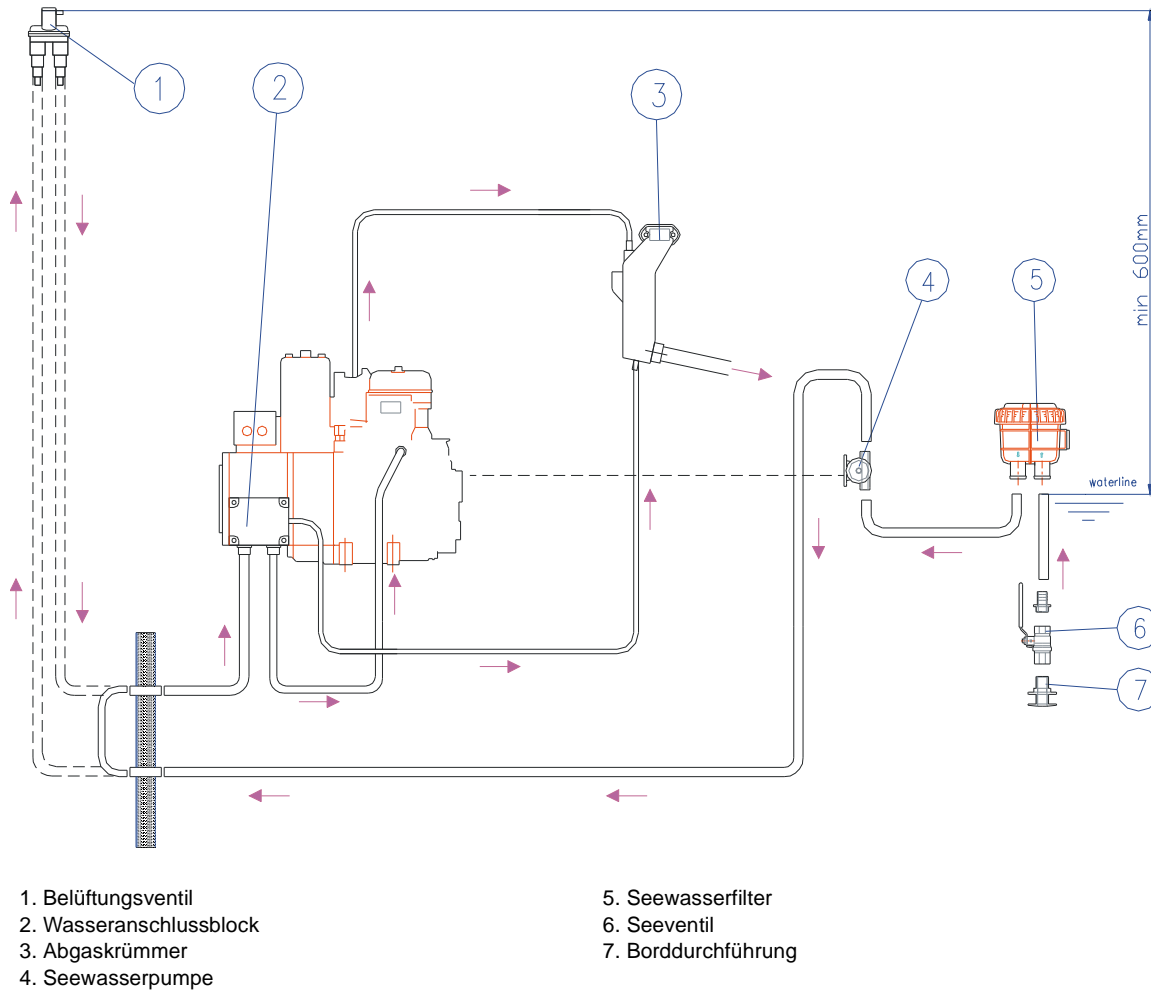 1
2
3
4
5
6
7
min 600mm
waterline
1. Belüftungsventil
2. Wasseranschlussblock
3. Abgaskrümmer
4. Seewasserpumpe
5. Seewasserfilter
6. Seeventil
7. Borddurchführung